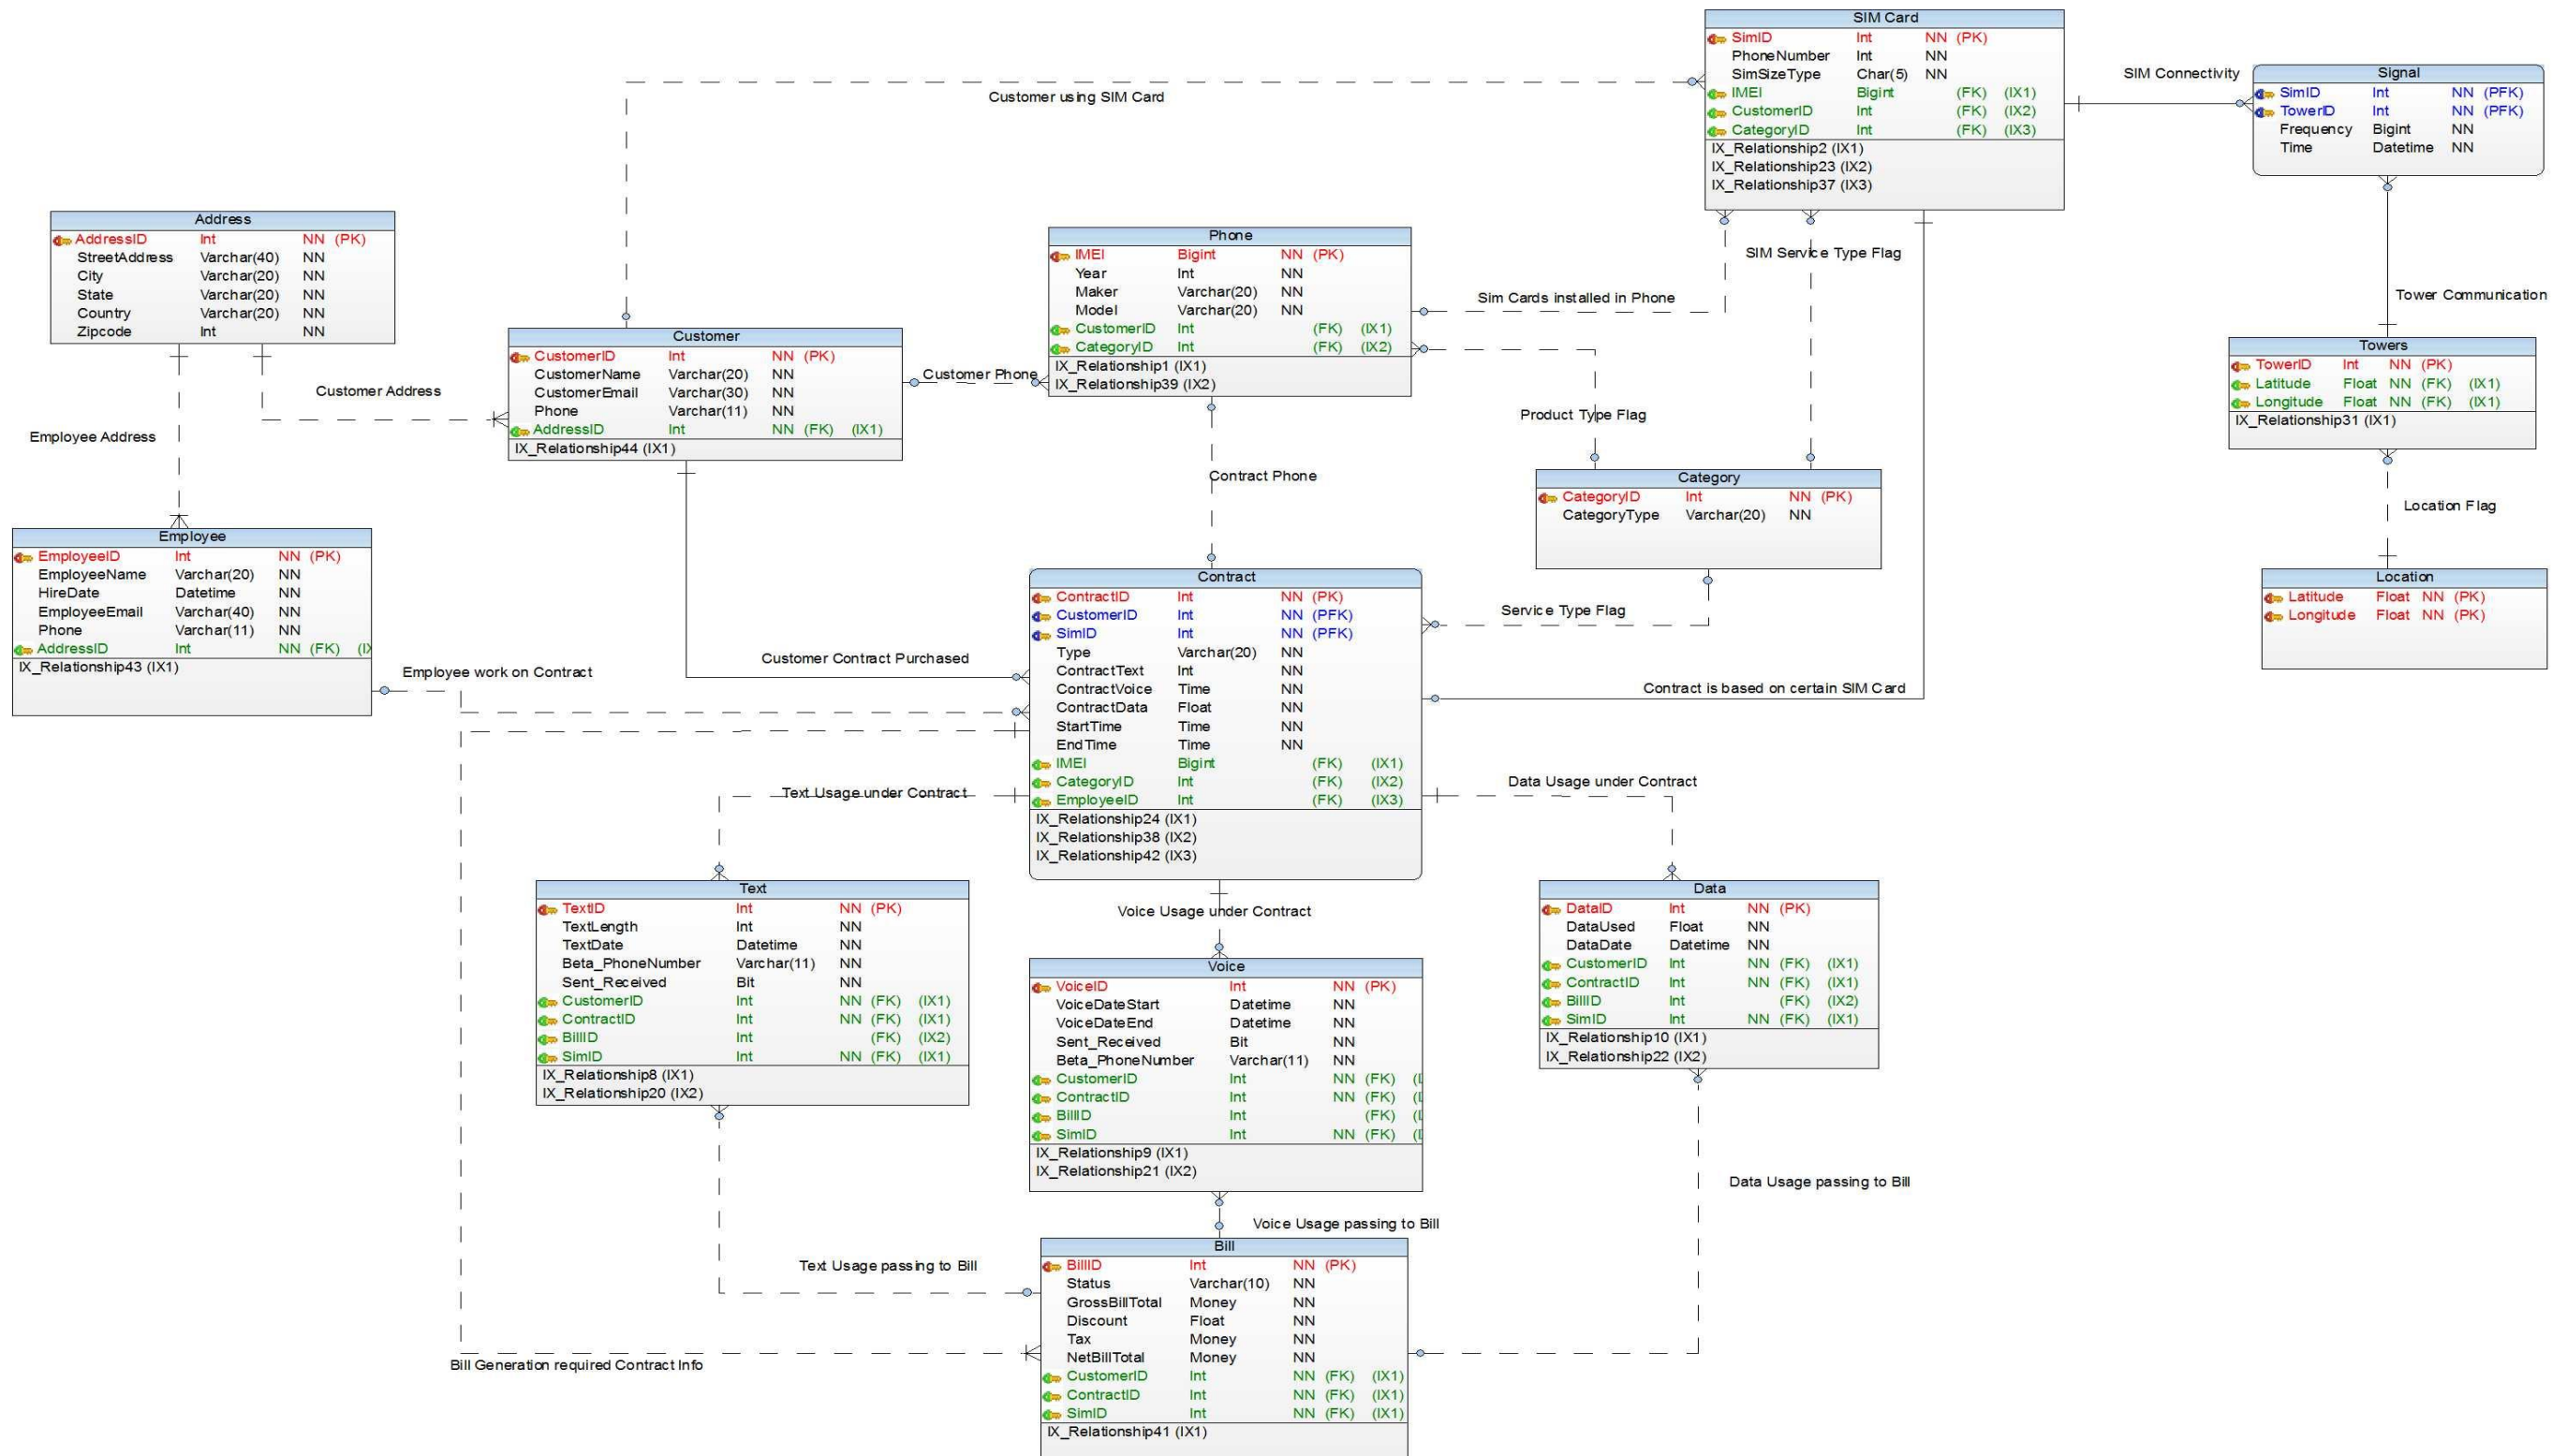 SIM Card
SimID Int NN (PK)
PhoneNumber Int NN
SimSizeType Char(5) NN
IMEI Bigint (FK) (IX1)
CustomerID Int (FK) (IX2)
CategoryID Int (FK) (IX3)
IX_Relationship2 (IX1)
IX_Relationship23 (IX2)
IX_Relationship37 (IX3)
SIM Connectivity
Signal
SimID Int NN (PFK)
TowerID Int NN (PFK)
Frequency Bigint NN
Time Datetime NN
Customer using SIM Card
Address
AddressID Int NN (PK)
StreetAddress Varchar(40) NN
City Varchar(20) NN
State Varchar(20) NN
Country Varchar(20) NN
Zipcode Int NN
Phone
IMEI Bigint NN (PK)
Year Int NN
Maker Varchar(20) NN
Model Varchar(20) NN
CustomerID Int (FK) (IX1)
CategoryID Int (FK) (IX2)
IX_Relationship1 (IX1)
IX_Relationship39 (IX2)
SIM Service Type Flag
Sim Cards installed in Phone
Tower Communication
Customer
CustomerID Int NN (PK)
CustomerName Varchar(20) NN
CustomerEmail Varchar(30) NN
Phone Varchar(11) NN
AddressID Int NN (FK) (IX1)
IX_Relationship44 (IX1)
Customer Phone
Customer Address
Employee Address
Product Type Flag
Towers
TowerID Int NN (PK)
Latitude Float NN (FK) (IX1)
Longitude Float NN (FK) (IX1)
IX_Relationship31 (IX1)
Contract Phone
Category
CategoryID Int NN (PK)
CategoryType Varchar(20) NN
Location Flag
Employee
EmployeeID Int NN (PK)
EmployeeName Varchar(20) NN
HireDate Datetime NN
EmployeeEmail Varchar(40) NN
Phone Varchar(11) NN
AddressID Int NN (FK) (IX
IX_Relationship43 (IX1)
Contract
ContractID Int NN (PK)
CustomerID Int NN (PFK)
SimID Int NN (PFK)
Type Varchar(20) NN
ContractText Int NN
ContractVoice Time NN
ContractData Float NN
StartTime Time NN
EndTime Time NN
IMEI Bigint (FK) (IX1)
CategoryID Int (FK) (IX2)
EmployeeID Int (FK) (IX3)
IX_Relationship24 (IX1)
IX_Relationship38 (IX2)
IX_Relationship42 (IX3)
Service Type Flag
Location
Latitude Float NN (PK)
Longitude Float NN (PK)
Customer Contract Purchased
Employee work on Contract
Contract is based on certain SIM Card
Text Usage under Contract
Data Usage under Contract
Text
TextID Int NN (PK)
TextLength Int NN
TextDate Datetime NN
Beta_PhoneNumber Varchar(11) NN
Sent_Received Bit NN
CustomerID Int NN (FK) (IX1)
ContractID Int NN (FK) (IX1)
BillID Int (FK) (IX2)
SimID Int NN (FK) (IX1)
IX_Relationship8 (IX1)
IX_Relationship20 (IX2)
Voice Usage under Contract
Data
DataID Int NN (PK)
DataUsed Float NN
DataDate Datetime NN
CustomerID Int NN (FK) (IX1)
ContractID Int NN (FK) (IX1)
BillID Int (FK) (IX2)
SimID Int NN (FK) (IX1)
IX_Relationship10 (IX1)
IX_Relationship22 (IX2)
Voice
VoiceID Int NN (PK)
VoiceDateStart Datetime NN
VoiceDateEnd Datetime NN
Sent_Received Bit NN
Beta_PhoneNumber Varchar(11) NN
CustomerID Int NN (FK) (I
ContractID Int NN (FK) (I
BillID Int (FK) (I
SimID Int NN (FK) (I
IX_Relationship9 (IX1)
IX_Relationship21 (IX2)
Data Usage passing to Bill
Voice Usage passing to Bill
Text Usage passing to Bill
Bill
BillID Int NN (PK)
Status Varchar(10) NN
GrossBillTotal Money NN
Discount Float NN
Tax Money NN
NetBillTotal Money NN
CustomerID Int NN (FK) (IX1)
ContractID Int NN (FK) (IX1)
SimID Int NN (FK) (IX1)
IX_Relationship41 (IX1)
Bill Generation required Contract Info